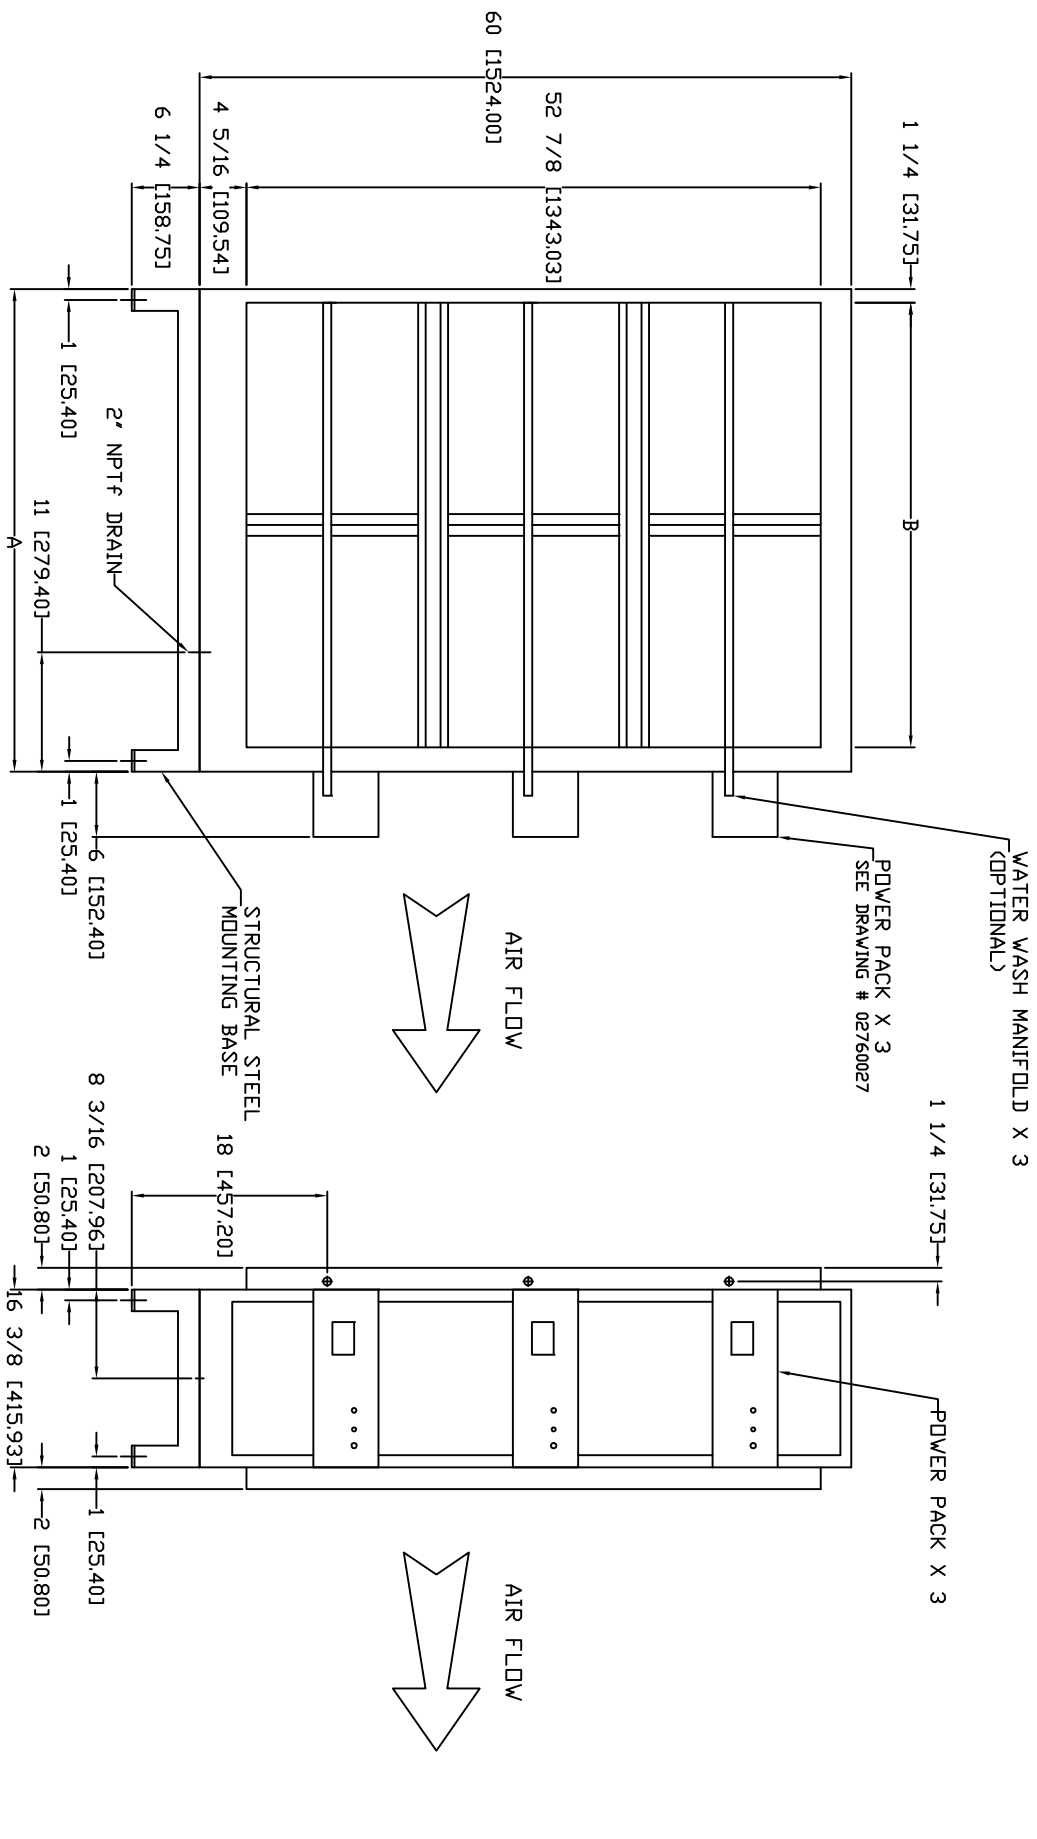 WATER WASH MANIFOLD X 3
(OPTIONAL)
1 1/4 [31.75]
B
POWER PACK X 3
SEE DRAWING # 02760027
60 [1524.00]
52 7/8 [1343.03]
4 5/16 [109.54]
6 1/4 [158.75]
1 [25.40]
2" NPTf DRAIN
11 [279.40]
A
1 [25.40]
6 [152.40]
STRUCTURAL STEEL
MOUNTING BASE
AIR FLOW
1 1/4 [31.75]
POWER PACK X 3
18 [457.20]
8 3/16 [207.96]
1 [25.40]
2 [50.80]
16 3/8 [415.93]
1 [25.40]
2 [50.80]
AIR FLOW